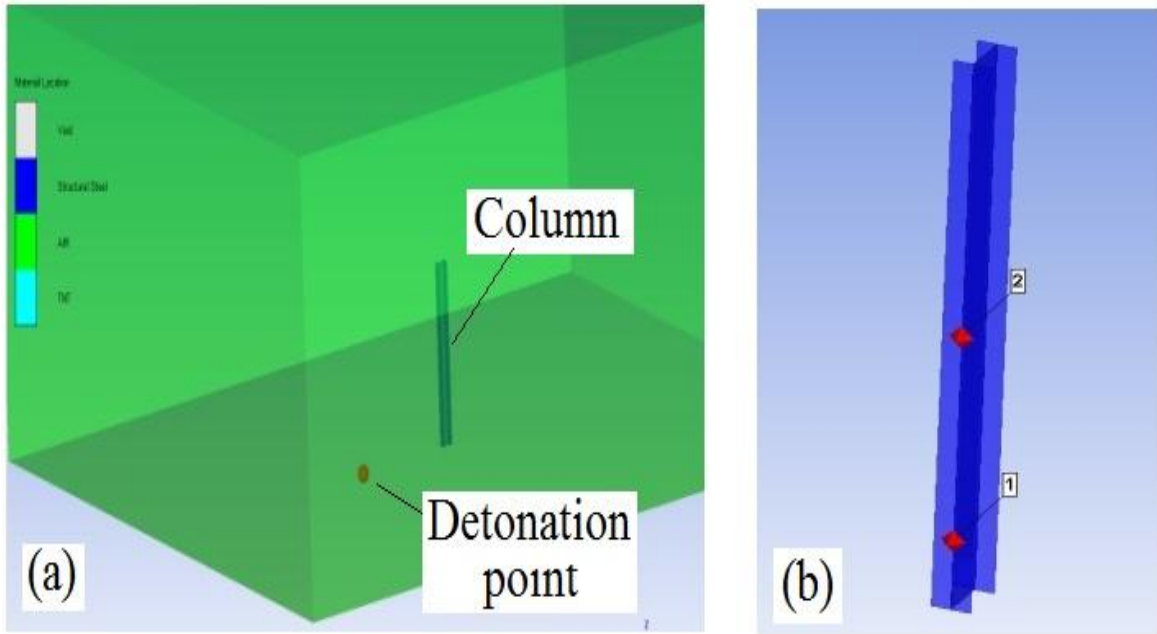 Material Location
Void
Structural Steel
AIR
TNT
Column
Detonation
point
(a)
2
1
(b)